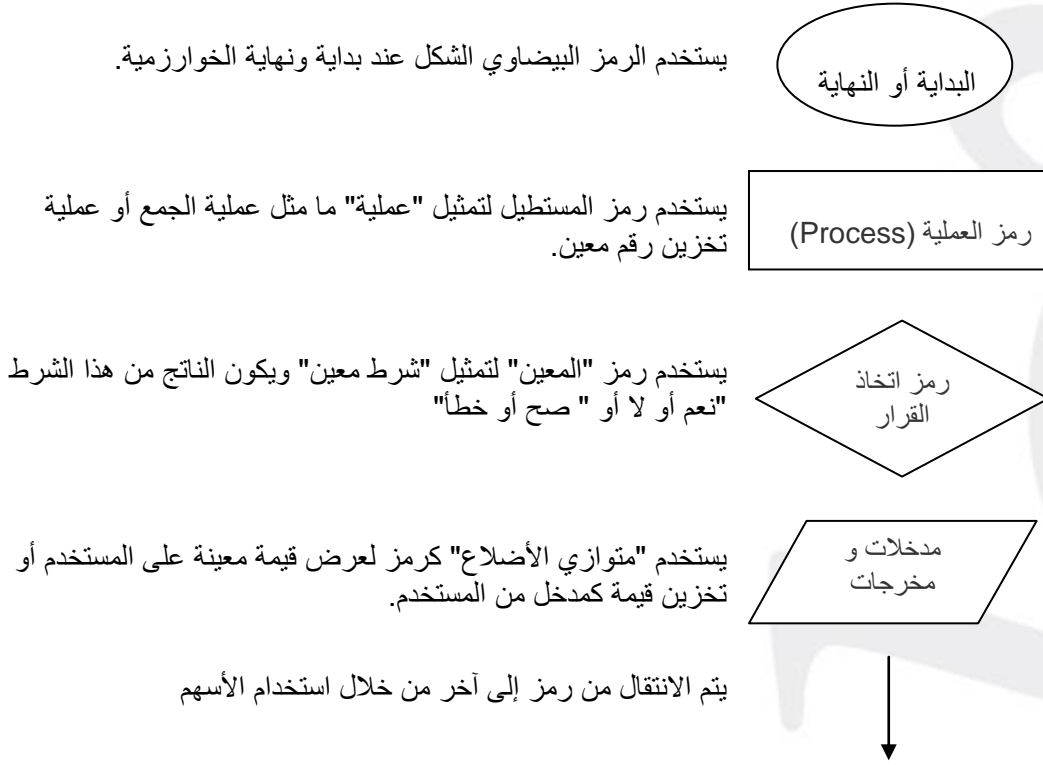 البداية أو النهاية
يستخدم الرمز البيضاوي الشكل عند بداية ونهاية الخوارزمية.
رمز العملية (Process)
يستخدم رمز المستطيل لتمثيل "عملية" ما مثل عملية الجمع أو عملية
تخزين رقم معين.
رمز اتخاذ
القرار
يستخدم رمز "المعين" لتمثيل "شرط معين" ويكون الناتج من هذا الشرط
"نعم أو لا أو " صح أو خطأ"
مدخلات و
مخرجات
يستخدم "متوازي الأضلاع" كرمز لعرض قيمة معينة على المستخدم أو
تخزين قيمة كمدخل من المستخدم.
يتم الانتقال من رمز إلى آخر من خلال استخدام الأسهم